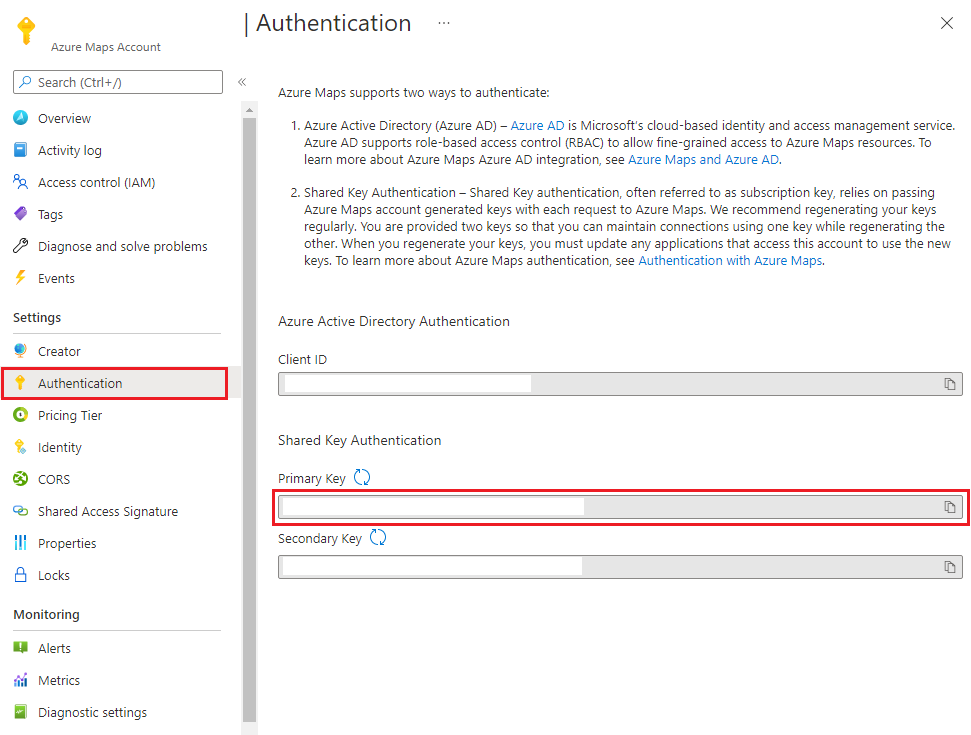 | Authentication ...
Azure Maps Account
Search (Ctrl+/)
«
Overview
Activity log
Access control (IAM)
Tags
Diagnose and solve problems
Events
Settings
Creator
Authentication
Pricing Tier
Identity
CORS
Shared Access Signature
Properties
Locks
Monitoring
Alerts
Metrics
Diagnostic settings
Azure Maps supports two ways to authenticate:
1. Azure Active Directory (Azure AD) – Azure AD is Microsoft's cloud-based identity and access management service.
Azure AD supports role-based access control (RBAC) to allow fine-grained access to Azure Maps resources. To
learn more about Azure Maps Azure AD integration, see Azure Maps and Azure AD.
2. Shared Key Authentication – Shared Key authentication, often referred to as subscription key, relies on passing
Azure Maps account generated keys with each request to Azure Maps. We recommend regenerating your keys
regularly. You are provided two keys so that you can maintain connections using one key while regenerating the
other. When you regenerate your keys, you must update any applications that access this account to use the new
keys. To learn more about Azure Maps authentication, see Authentication with Azure Maps.
Azure Active Directory Authentication
Client ID
Shared Key Authentication
Primary Key
Secondary Key